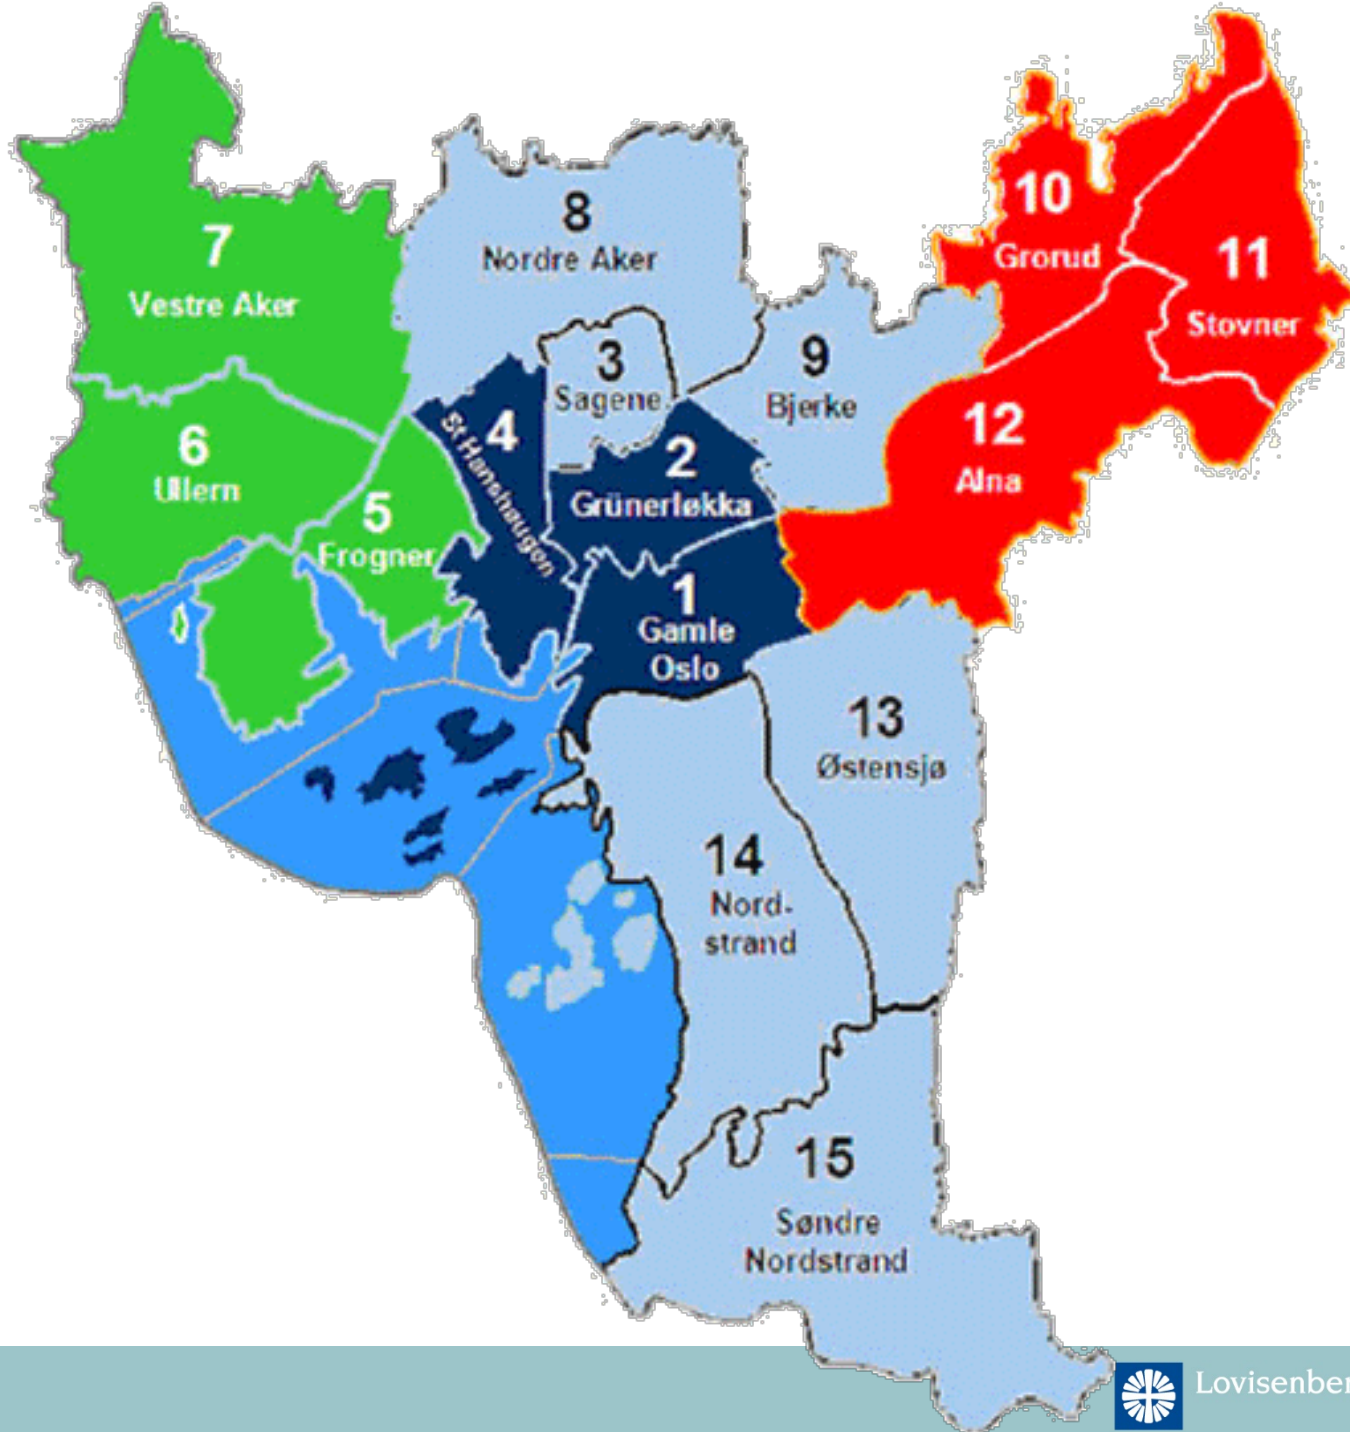 7
Vestre Aker
8
Nordre Aker
10
Grorud
11
Stovner
6
Ullern
5
Frogner
4
St Hanshaugen
3
Sagene
2
Grünerløkka
9
Bjerke
12
Alna
1
Gamle
Oslo
13
Østensjø
14
Nord-
strand
15
Søndre
Nordstrand
Lovisenber